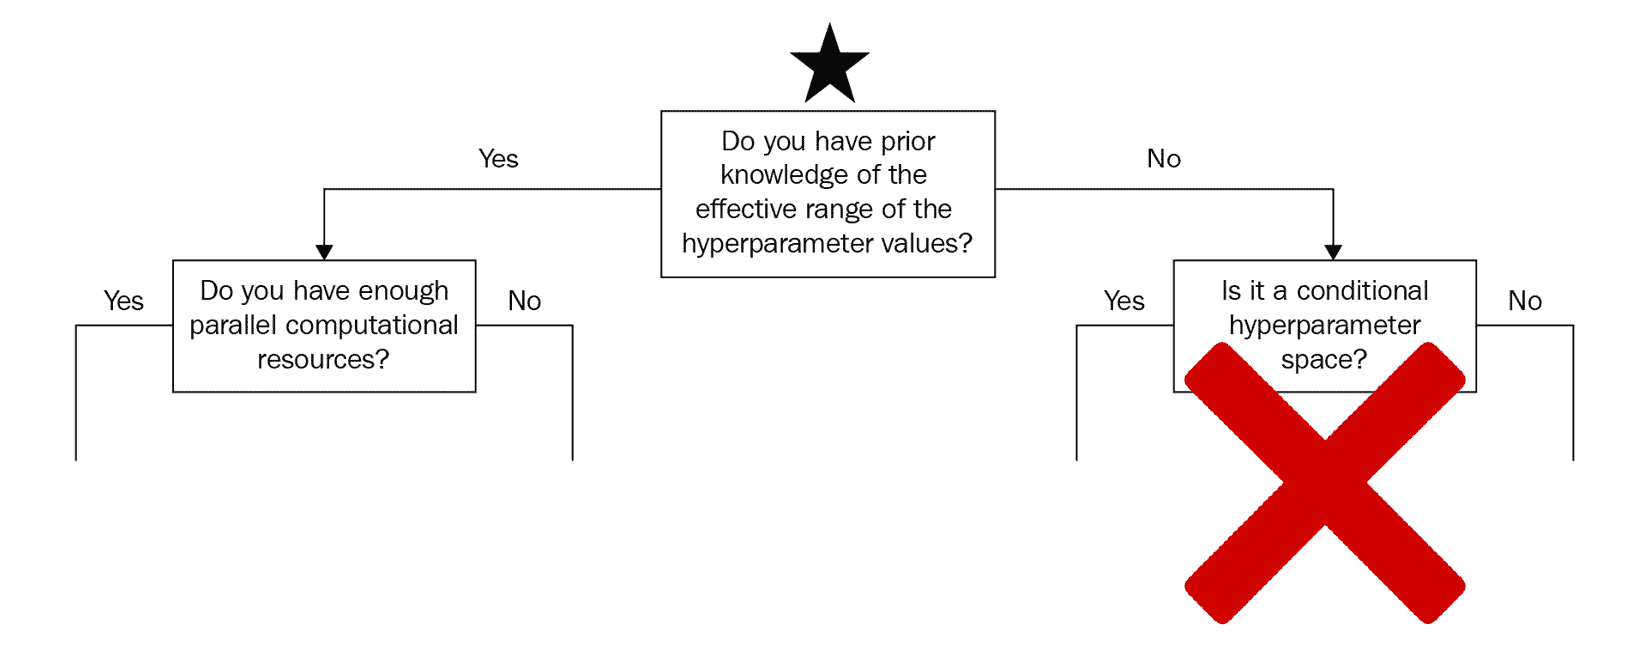 Do you have prior
knowledge of the
effective range of the
hyperparameter values?
Yes
No
Do you have enough
parallel computational
resources?
Yes
No
Is it a conditional
hyperparameter
space?
Yes
No